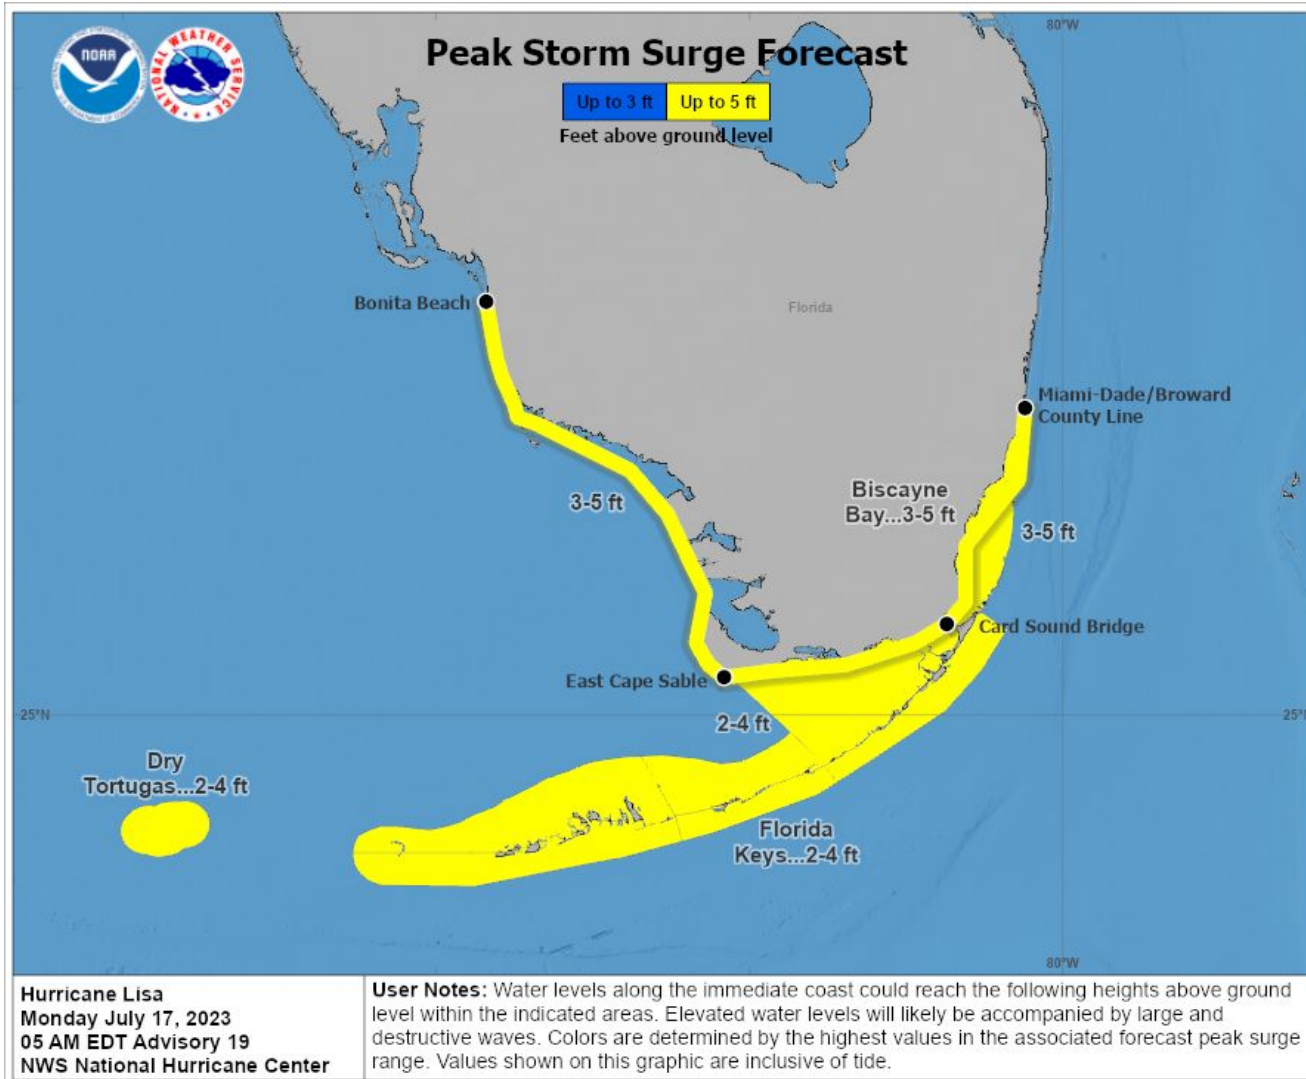 NOAA
NATIONAL WEATHER SERVICE
Peak Storm Surge Forecast
Up to 3 ft
Up to 5 ft
Feet above ground level
80°W
Bonita Beach
Florida
Miami-Dade/Broward
County Line
Biscayne
Bay...3-5 ft
3-5 ft
3-5 ft
Card Sound Bridge
East Cape Sable
2-4 ft
25°N
25°
Dry
Tortugas...2-4 ft
Florida
Keys...2-4 ft
80°W
Hurricane Lisa
Monday July 17, 2023
05 AM EDT Advisory 19
NWS National Hurricane Center
User Notes: Water levels along the immediate coast could reach the following heights above ground
level within the indicated areas. Elevated water levels will likely be accompanied by large and
destructive waves. Colors are determined by the highest values in the associated forecast peak surge
range. Values shown on this graphic are inclusive of tide.